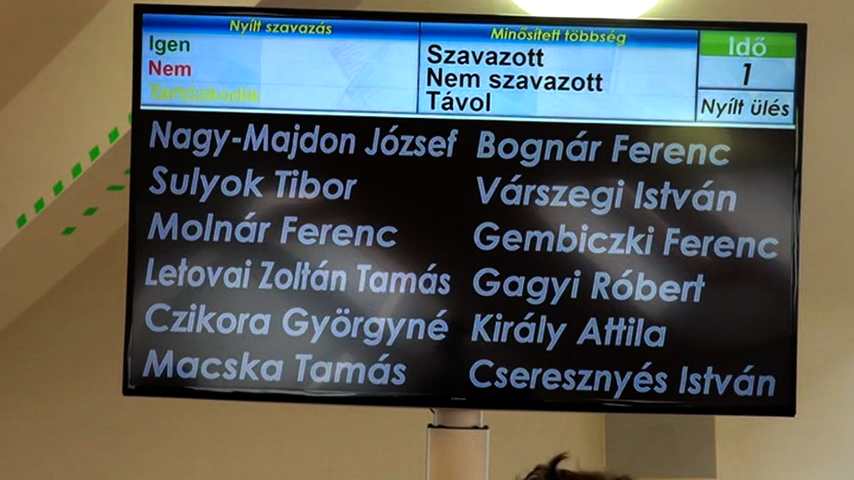 Nyílt szavazás
Igen
Nem
Tartózkodik
Minősített többség
Szavazott
Nem szavazott
Távol
Idő
1
Nyílt ülés
Nagy-Majdon József
Sulyok Tibor
Molnár Ferenc
Letovai Zoltán Tamás
Czikora Györgyné
Macska Tamás
Bognár Ferenc
Várszegi István
Gembiczki Ferenc
Gagyi Róbert
Király Attila
Cseresznyés István